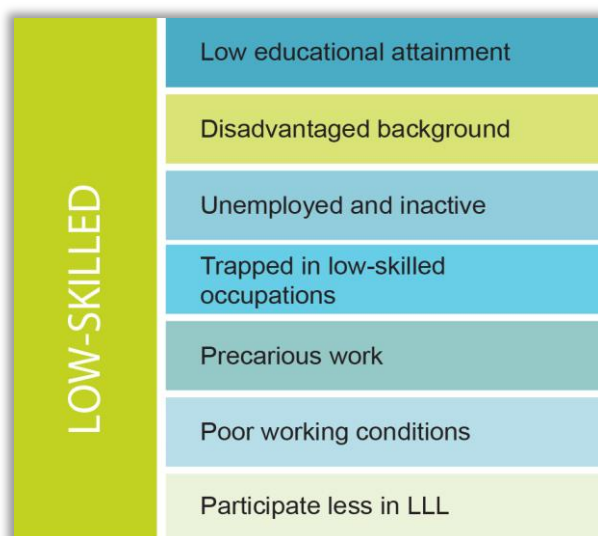 LOW-SKILLED
Low educational attainment
Disadvantaged background
Unemployed and inactive
Trapped in low-skilled
occupations
Precarious work
Poor working conditions
Participate less in LLL